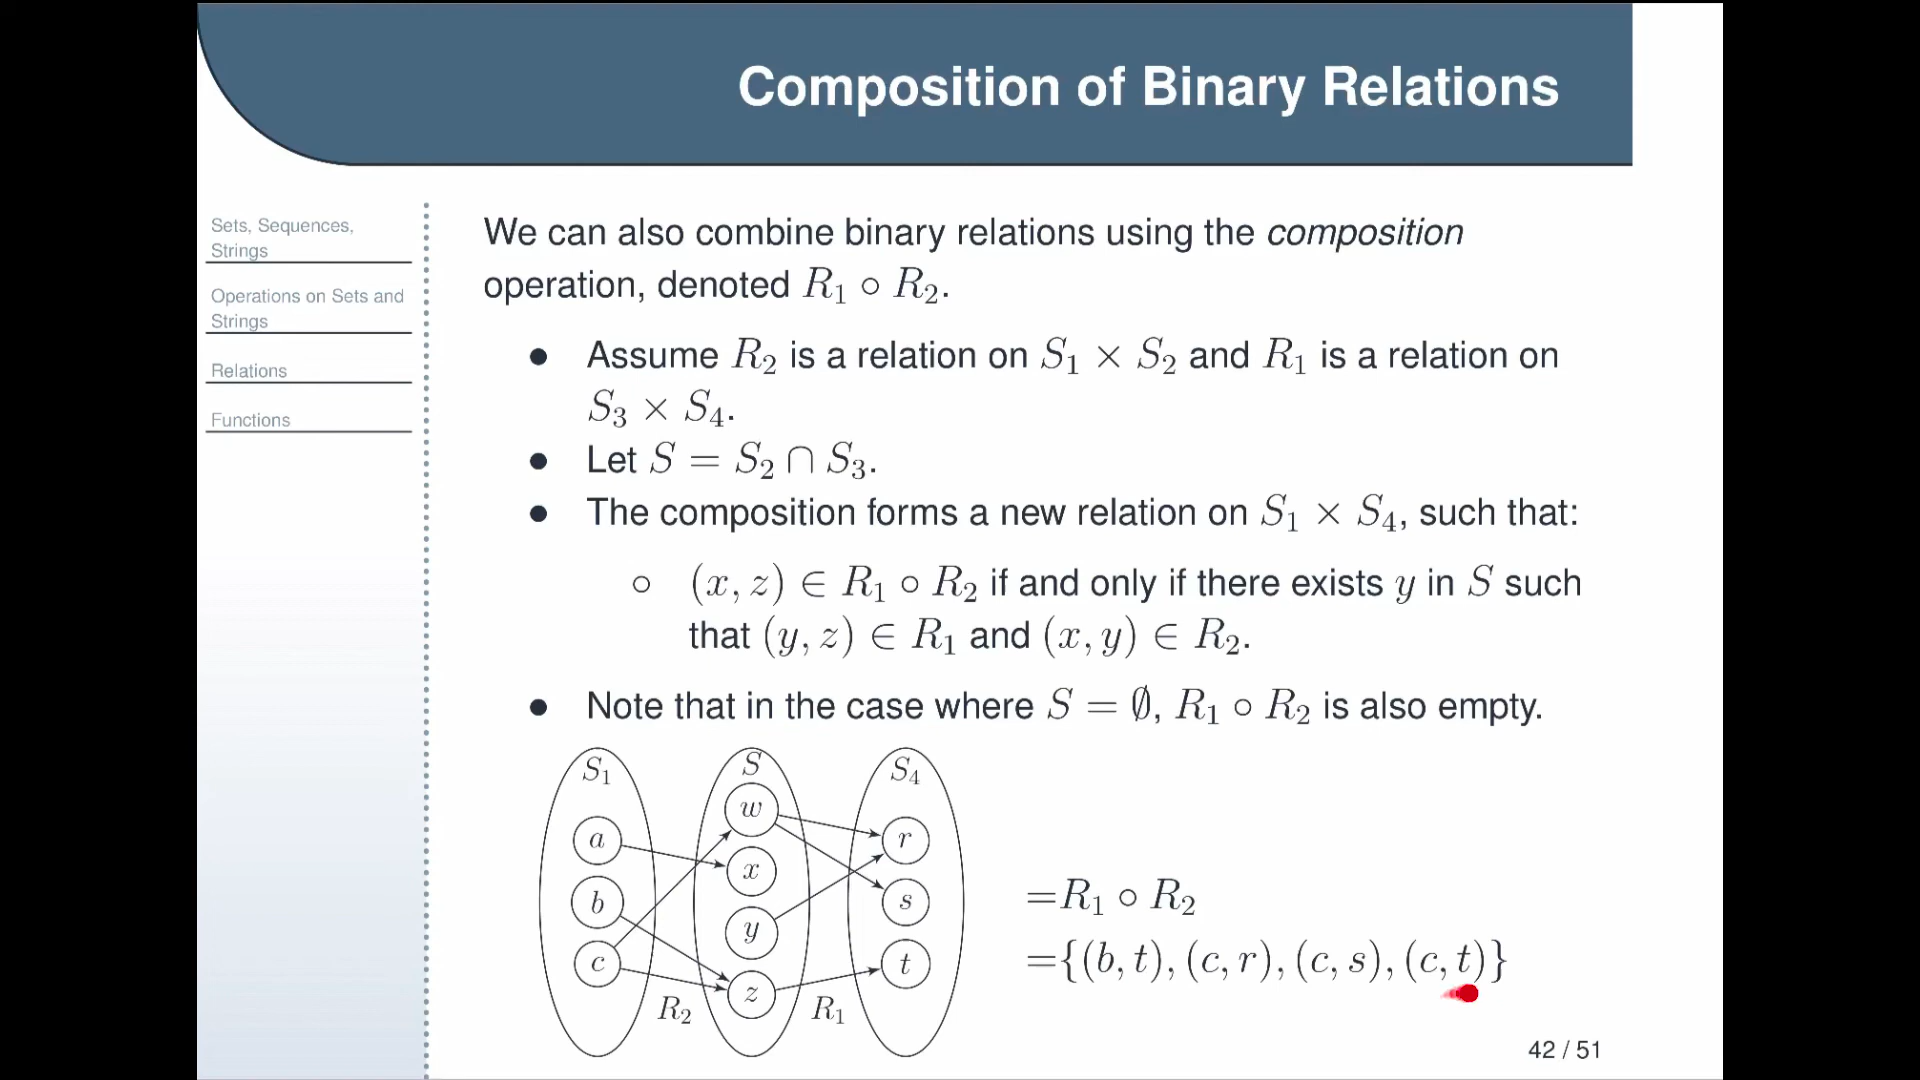 Composition of Binary Relations
Sets, Sequences,
Strings
Operations on Sets and
Strings
Relations
Functions
We can also combine binary relations using the composition
operation, denoted R₁ ∘ R₂.
● Assume R₂ is a relation on S₁ × S₂ and R₁ is a relation on
S₃ × S₄.
● Let S = S₂ ∩ S₃.
● The composition forms a new relation on S₁ × S₄, such that:
○ (x, z) ∈ R₁ ∘ R₂ if and only if there exists y in S such
that (y, z) ∈ R₁ and (x, y) ∈ R₂.
● Note that in the case where S = ∅, R₁ ∘ R₂ is also empty.
S₁
a
b
c
R₂
S
w
x
y
z
R₁
S₄
r
s
t
=R₁ ∘ R₂
={(b, t), (c, r), (c, s), (c, t)}
42 / 51